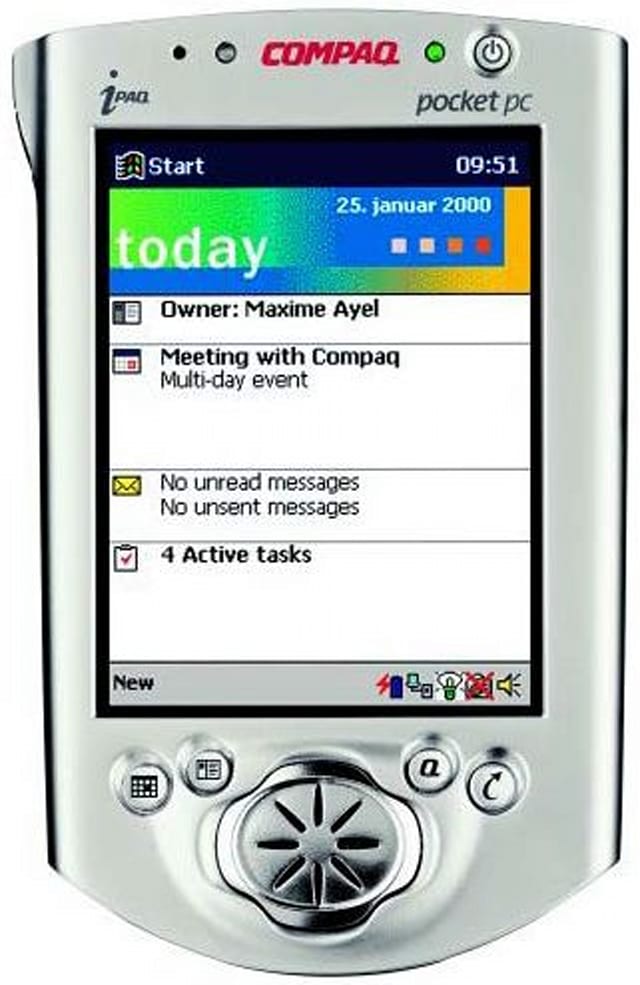 COMPAQ
iPAQ
pocket pc
Start 09:51
25. januar 2000
today
Owner: Maxime Ayel
Meeting with Compaq
Multi-day event
No unread messages
No unsent messages
4 Active tasks
New
Q